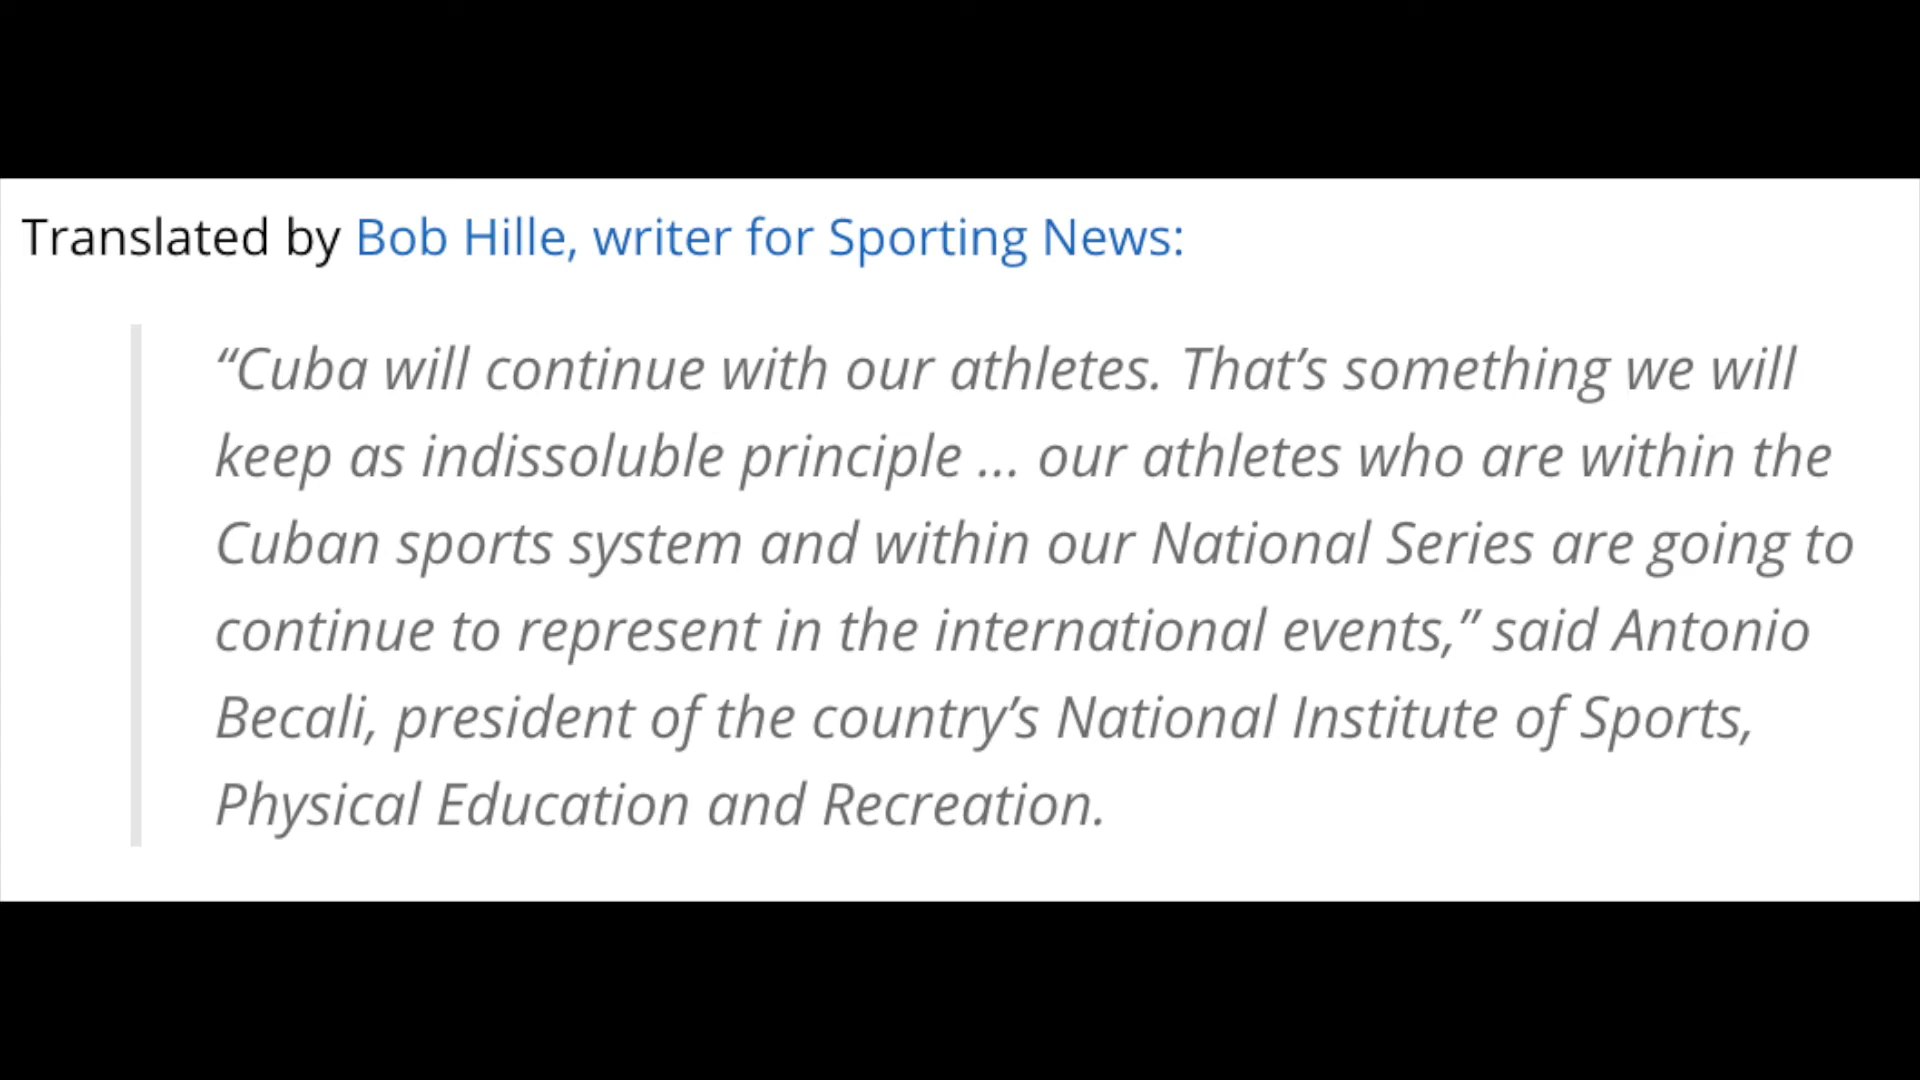 Translated by Bob Hille, writer for Sporting News:
“Cuba will continue with our athletes. That’s something we will
keep as indissoluble principle … our athletes who are within the
Cuban sports system and within our National Series are going to
continue to represent in the international events,” said Antonio
Becali, president of the country’s National Institute of Sports,
Physical Education and Recreation.